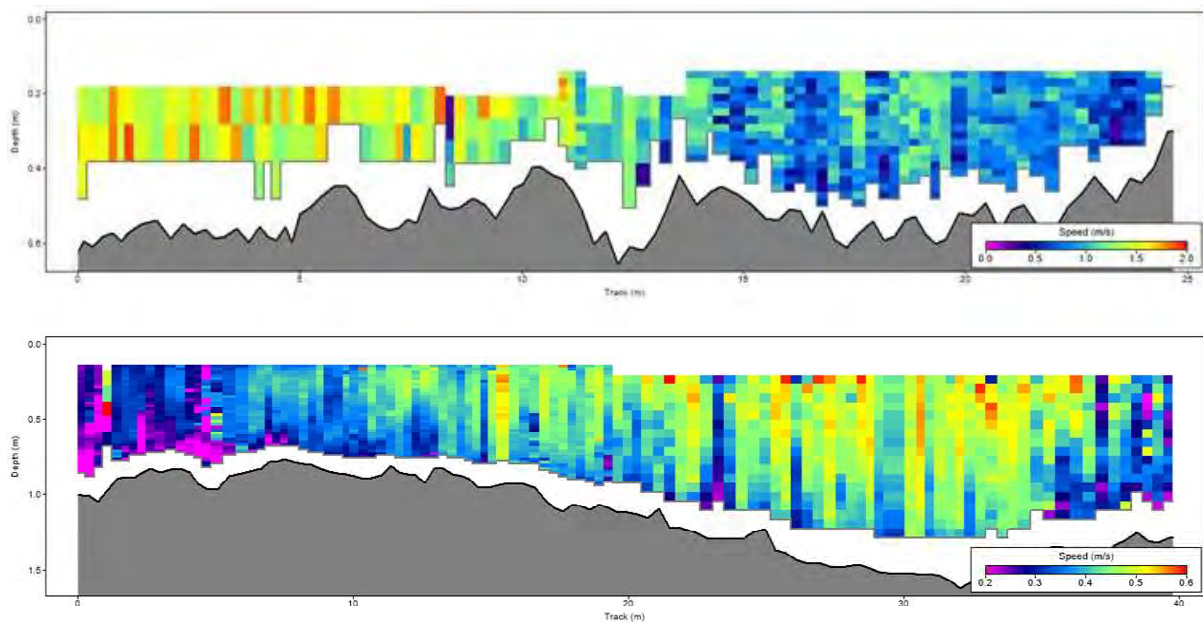 0.0
0.2
0.4
0.6
Depth (m)
Speed (m/s)
0.0 0.5 1.0 1.5 2.0
0 5 10 15 20 25
Track (m)
0.0
0.5
1.0
1.5
Depth (m)
Speed (m/s)
0.2 0.3 0.4 0.5 0.6
0 10 20 30 40
Track (m)